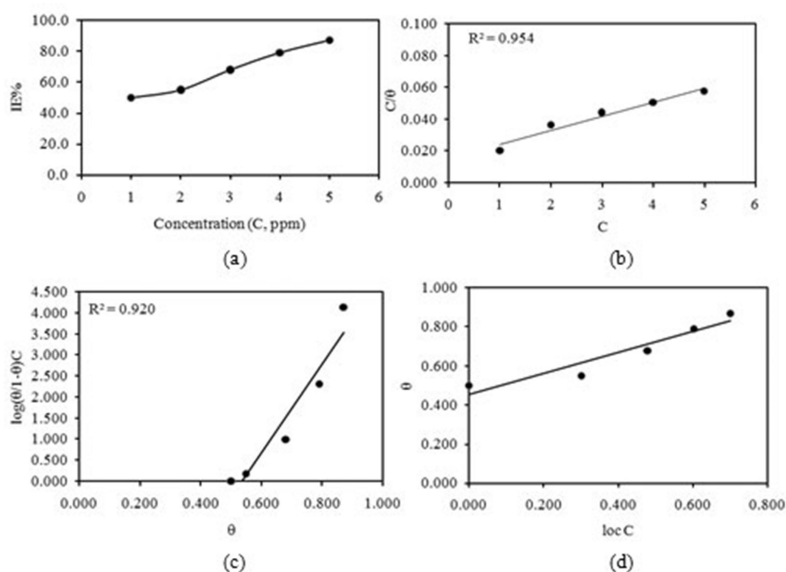 100.0
80.0
60.0
40.0
20.0
0.0
IE%
0 1 2 3 4 5 6
Concentration (C, ppm)
(a)
R² = 0.954
0.100
0.080
0.060
0.040
0.020
0.000
C/θ
0 1 2 3 4 5 6
C
(b)
R² = 0.920
4.500
4.000
3.500
3.000
2.500
2.000
1.500
1.000
0.500
0.000
log(θ/1-θ)C
0.000 0.200 0.400 0.600 0.800 1.000
θ
(c)
1.000
0.800
0.600
0.400
0.200
0.000
θ
0.000 0.200 0.400 0.600 0.800
loc C
(d)